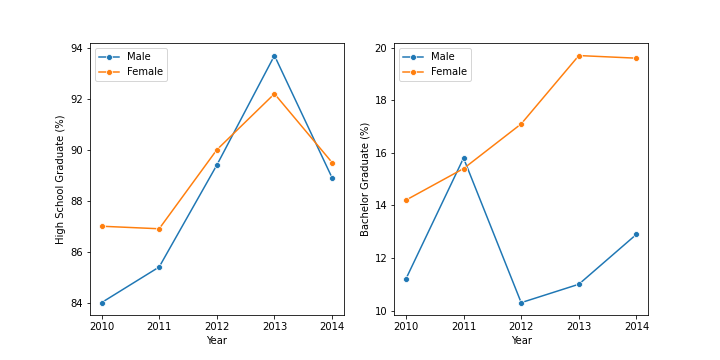 Male
Female
High School Graduate (%)
94
92
90
88
86
84
2010 2011 2012 2013 2014
Year
Male
Female
Bachelor Graduate (%)
20
18
16
14
12
10
2010 2011 2012 2013 2014
Year